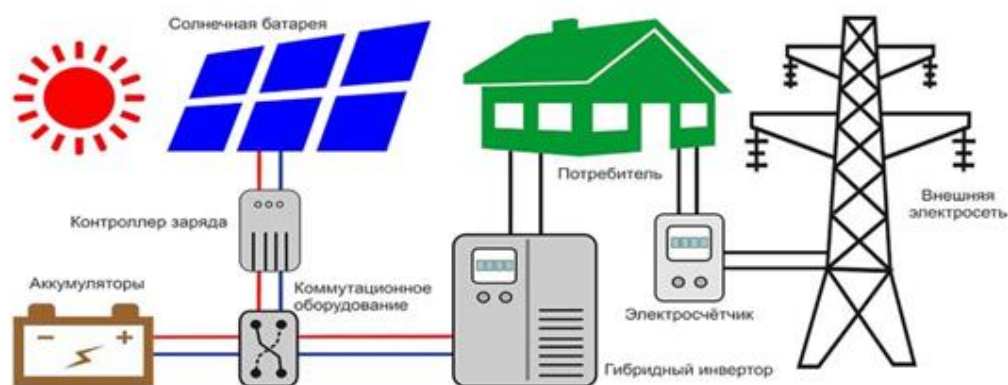 Солнечная батарея
Потребитель
Внешняя
электросеть
Контроллер заряда
Аккумуляторы
Коммутационное
оборудование
Электросчётчик
Гибридный инвертор